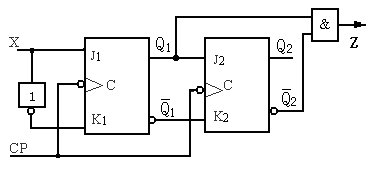 &
X Q₁ Q₂ Z
J₁ J₂
C C
1 Q̅₁ Q̅₂
K₁ K₂
CP